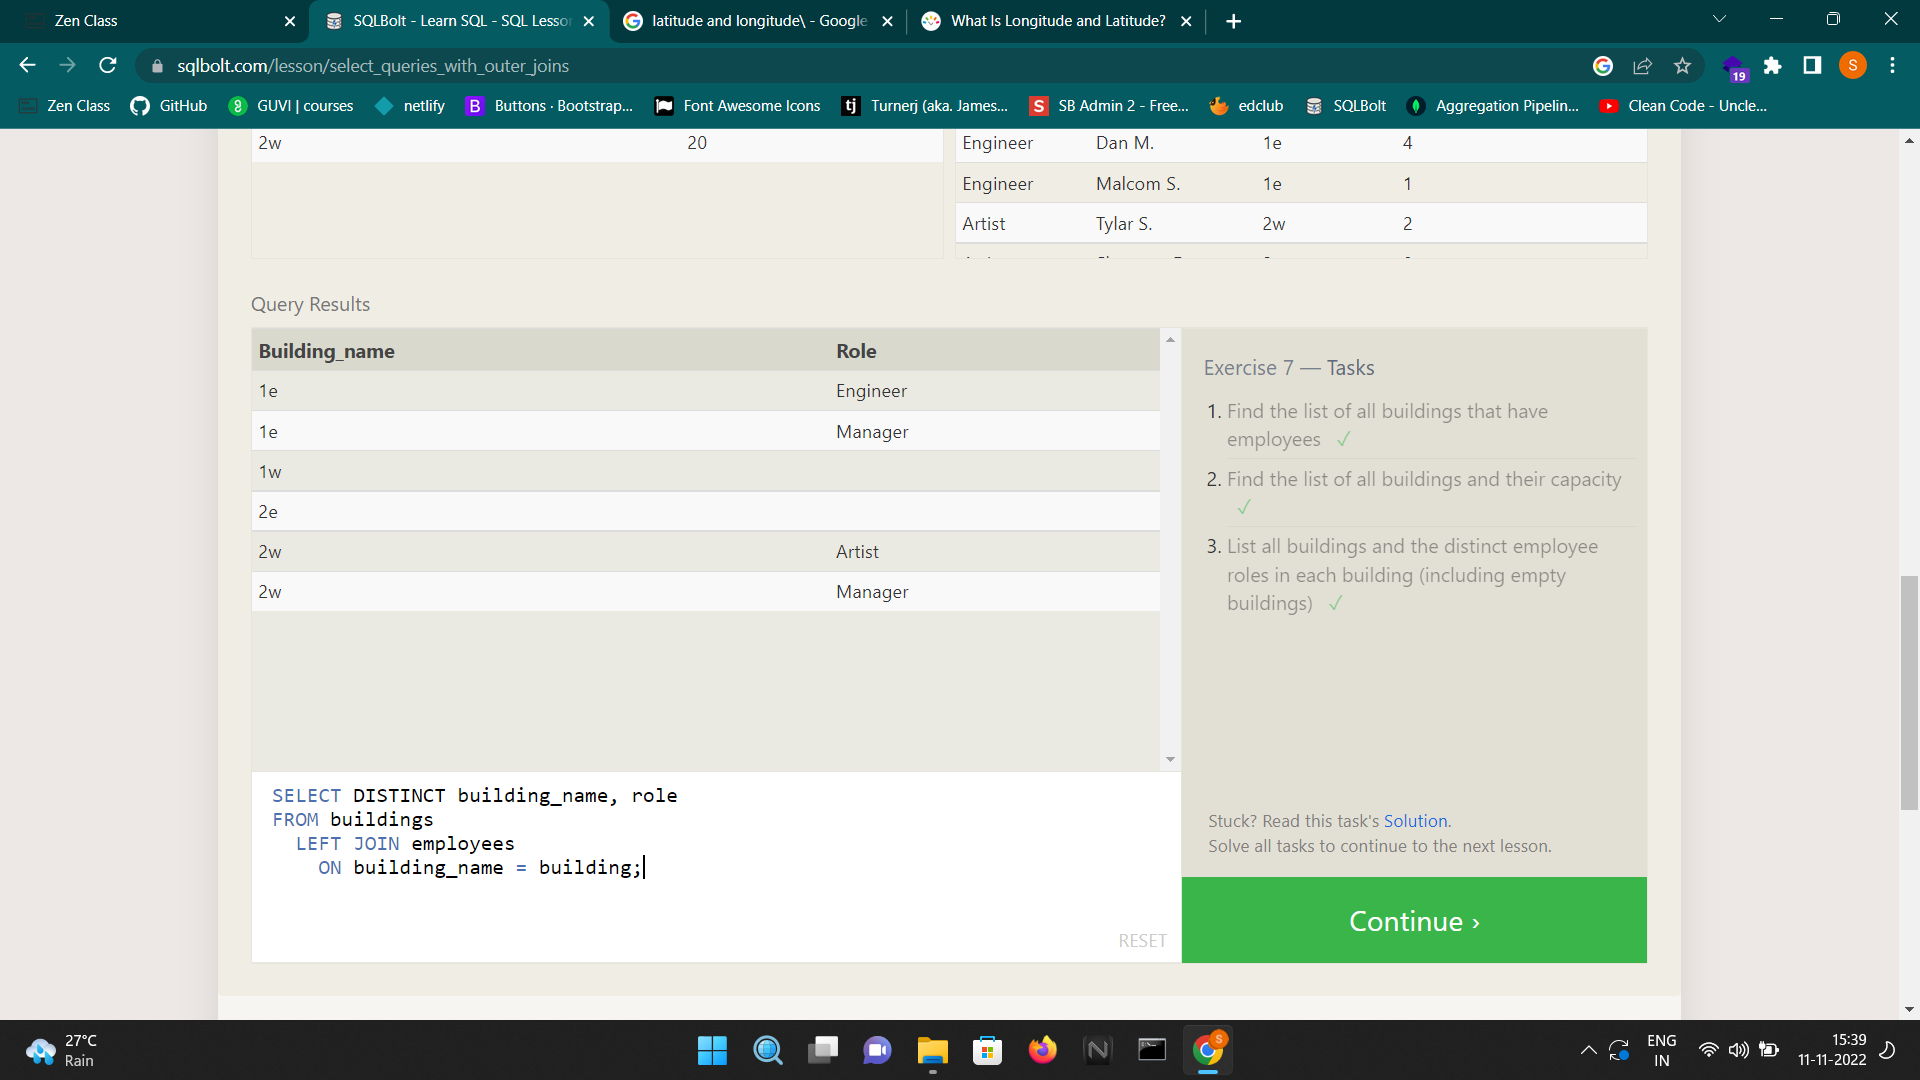 Zen Class
SQLBolt - Learn SQL - SQL Lesson
latitude and longitude\ - Google
What Is Longitude and Latitude?
sqlbolt.com/lesson/select_queries_with_outer_joins
19
S
Zen Class
GitHub
GUVI | courses
netlify
B Buttons · Bootstrap...
Font Awesome Icons
tj Turnerj (aka. James...
S SB Admin 2 - Free...
edclub
SQLBolt
Aggregation Pipelin...
Clean Code - Uncle...
2w 20
Engineer Dan M. 1e 4
Engineer Malcom S. 1e 1
Artist Tylar S. 2w 2
Query Results
Building_name Role
1e Engineer
1e Manager
1w
2e
2w Artist
2w Manager
SELECT DISTINCT building_name, role
FROM buildings
LEFT JOIN employees
ON building_name = building;
RESET
Exercise 7 — Tasks
1. Find the list of all buildings that have
employees ✓
2. Find the list of all buildings and their capacity
✓
3. List all buildings and the distinct employee
roles in each building (including empty
buildings) ✓
Stuck? Read this task's Solution.
Solve all tasks to continue to the next lesson.
Continue ›
27°C
Rain
S
ENG
IN
15:39
11-11-2022